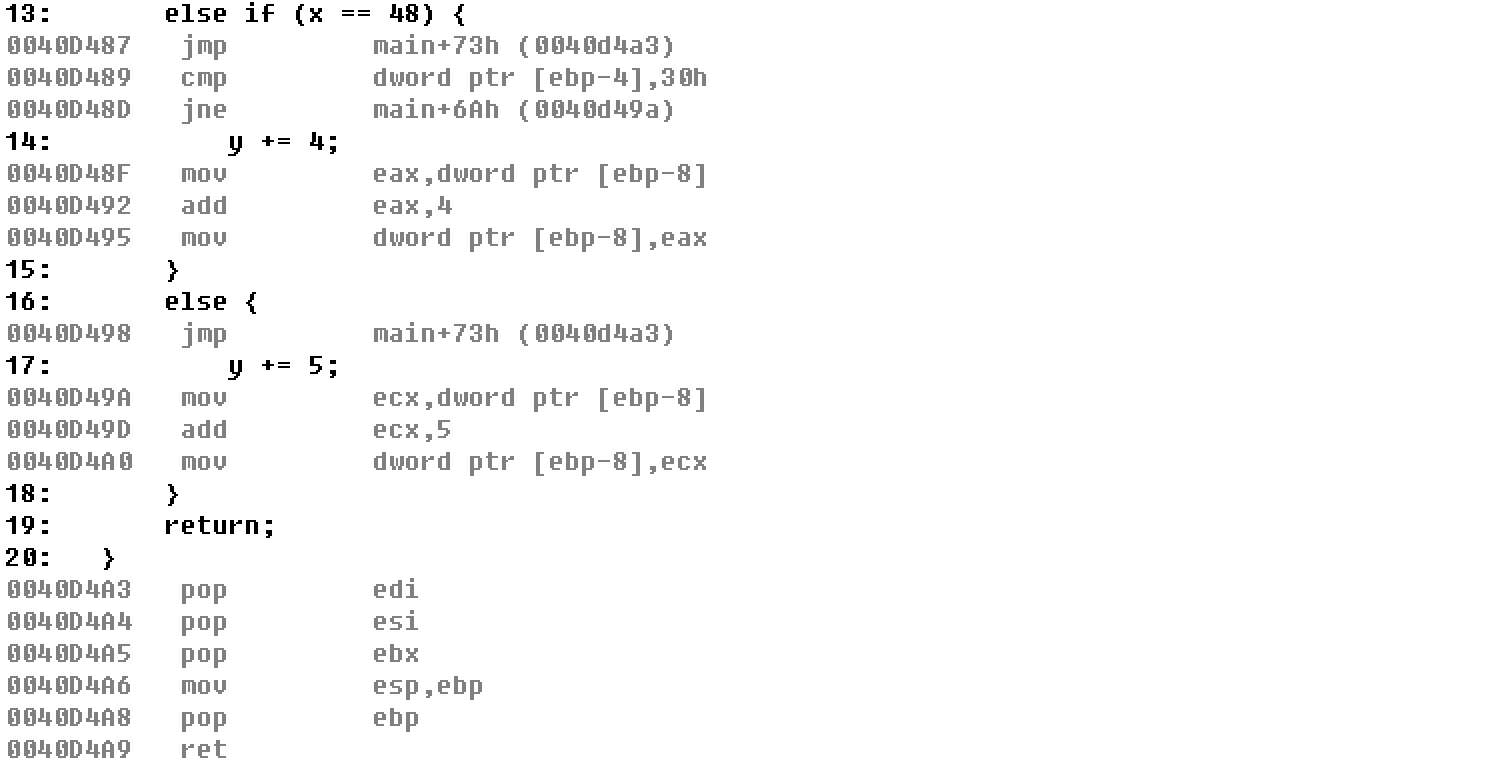 13:       else if (x == 48) {
0040D487   jmp         main+73h (0040d4a3)
0040D489   cmp         dword ptr [ebp-4],30h
0040D48D   jne         main+6Ah (0040d49a)
14:           y += 4;
0040D48F   mov         eax,dword ptr [ebp-8]
0040D492   add         eax,4
0040D495   mov         dword ptr [ebp-8],eax
15:       }
16:       else {
0040D498   jmp         main+73h (0040d4a3)
17:           y += 5;
0040D49A   mov         ecx,dword ptr [ebp-8]
0040D49D   add         ecx,5
0040D4A0   mov         dword ptr [ebp-8],ecx
18:       }
19:       return;
20:   }
0040D4A3   pop         edi
0040D4A4   pop         esi
0040D4A5   pop         ebx
0040D4A6   mov         esp,ebp
0040D4A8   pop         ebp
0040D4A9   ret